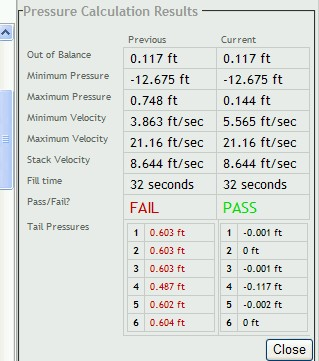 Pressure Calculation Results
Previous Current
Out of Balance 0.117 ft 0.117 ft
Minimum Pressure -12.675 ft -12.675 ft
Maximum Pressure 0.748 ft 0.144 ft
Minimum Velocity 3.863 ft/sec 5.565 ft/sec
Maximum Velocity 21.16 ft/sec 21.16 ft/sec
Stack Velocity 8.644 ft/sec 8.644 ft/sec
Fill time 32 seconds 32 seconds
Pass/Fail? FAIL PASS
Tail Pressures 1 0.603 ft 1 -0.001 ft
2 0.603 ft 2 0 ft
3 0.603 ft 3 -0.001 ft
4 0.487 ft 4 -0.117 ft
5 0.602 ft 5 -0.002 ft
6 0.604 ft 6 0 ft
Close